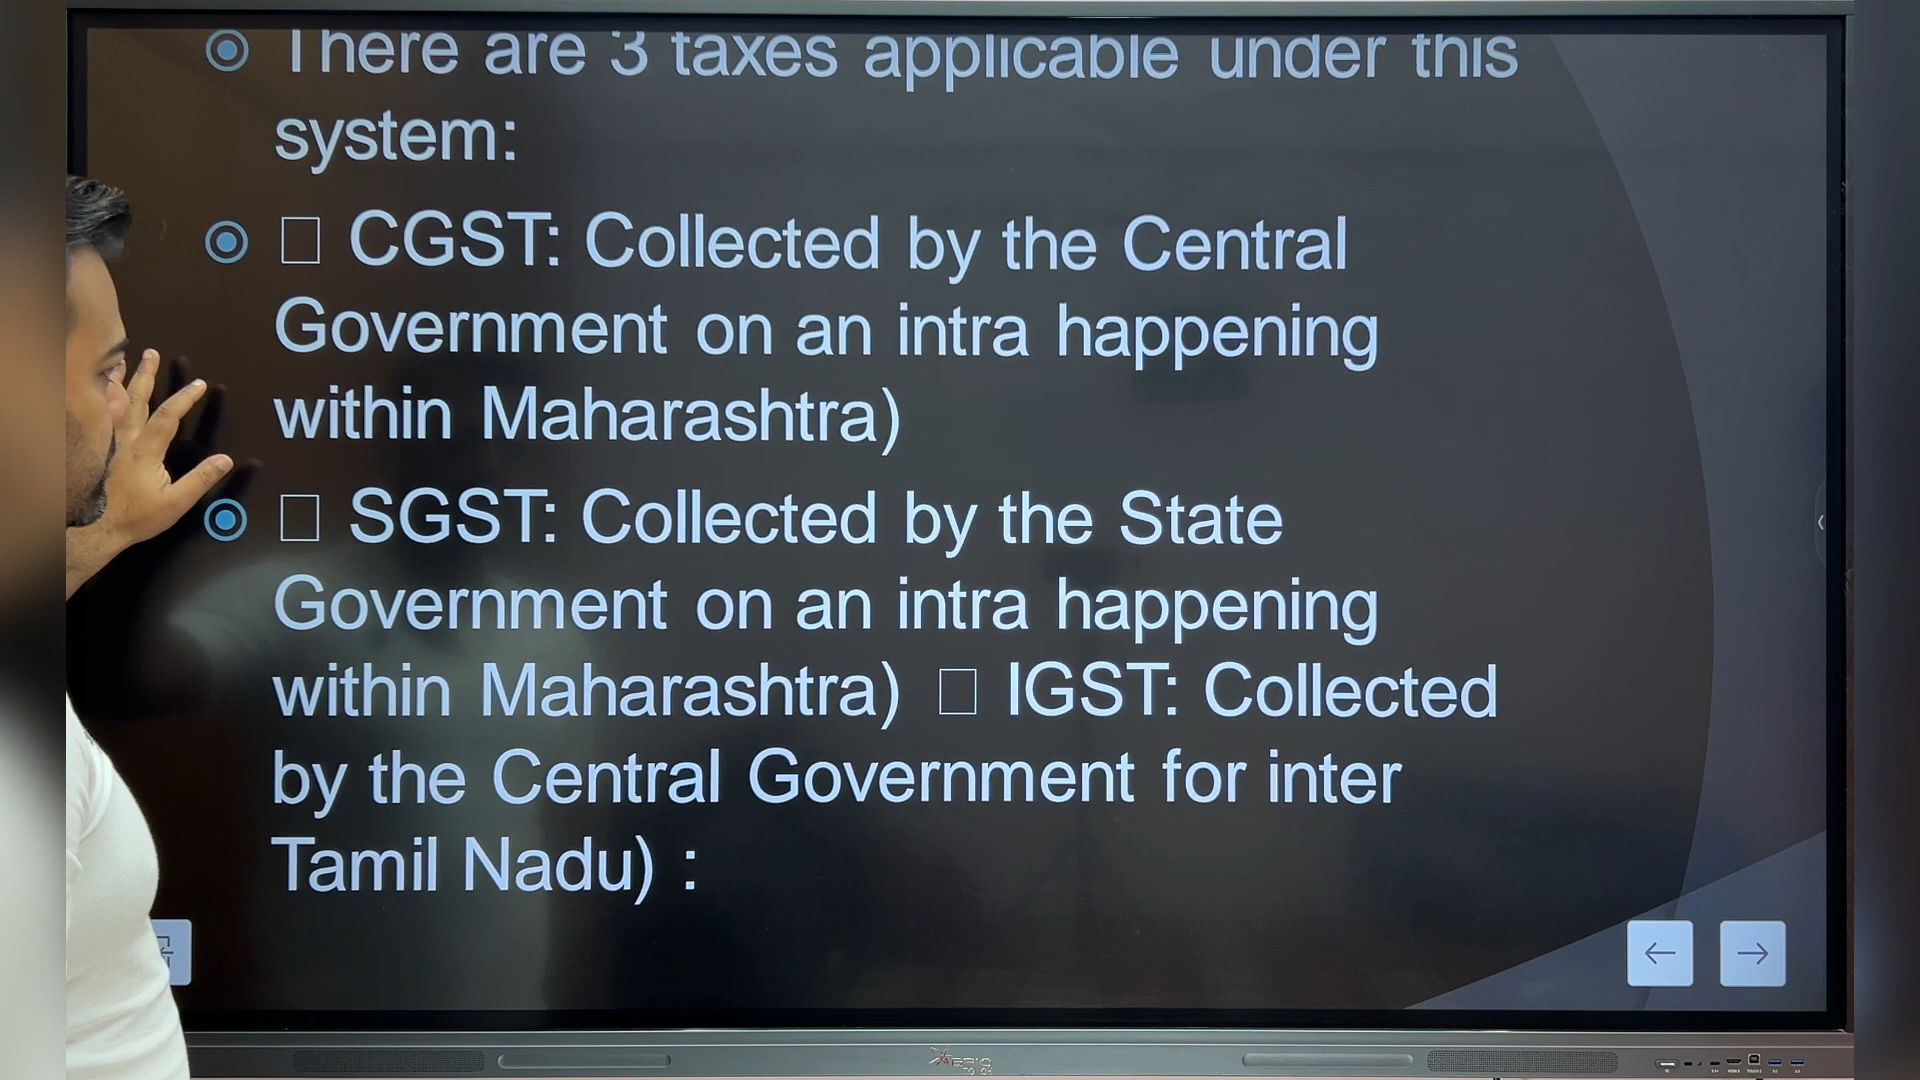 There are 3 taxes applicable under this
system:
CGST: Collected by the Central
Government on an intra happening
within Maharashtra)
SGST: Collected by the State
Government on an intra happening
within Maharashtra) IGST: Collected
by the Central Government for inter
Tamil Nadu) :